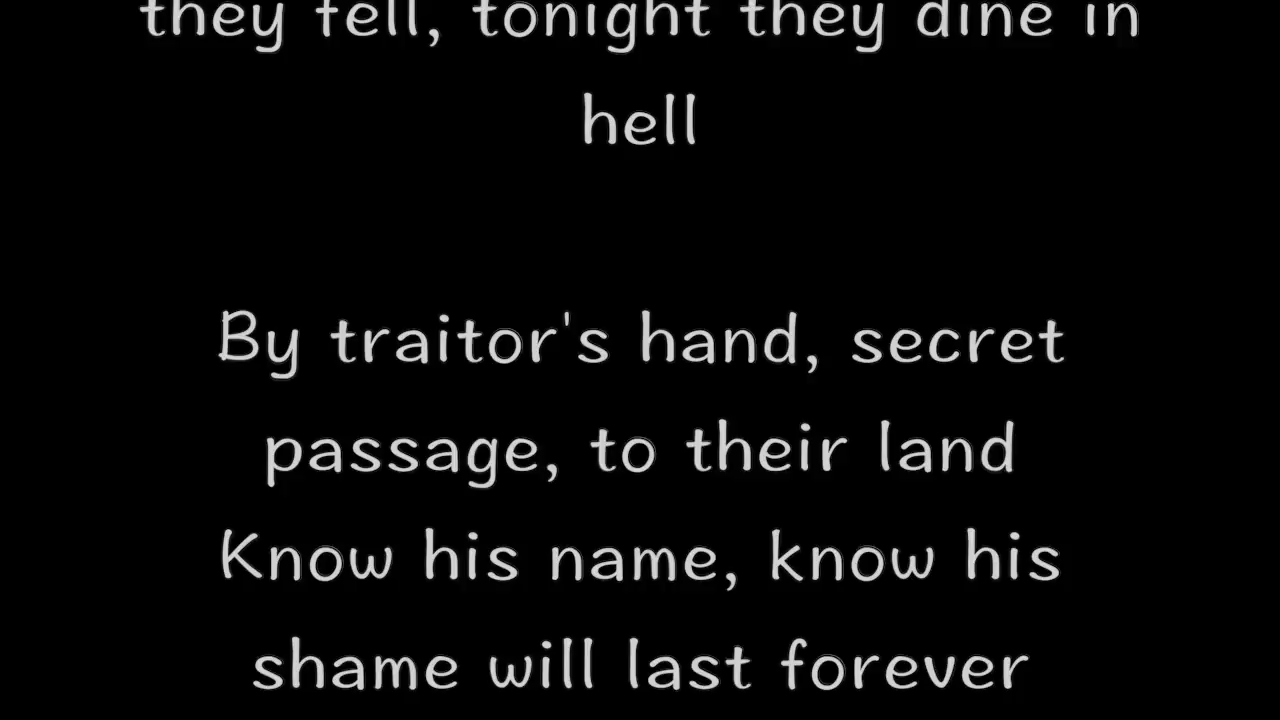 they fell, tonight they dine in
hell
By traitor's hand, secret
passage, to their land
Know his name, know his
shame will last forever